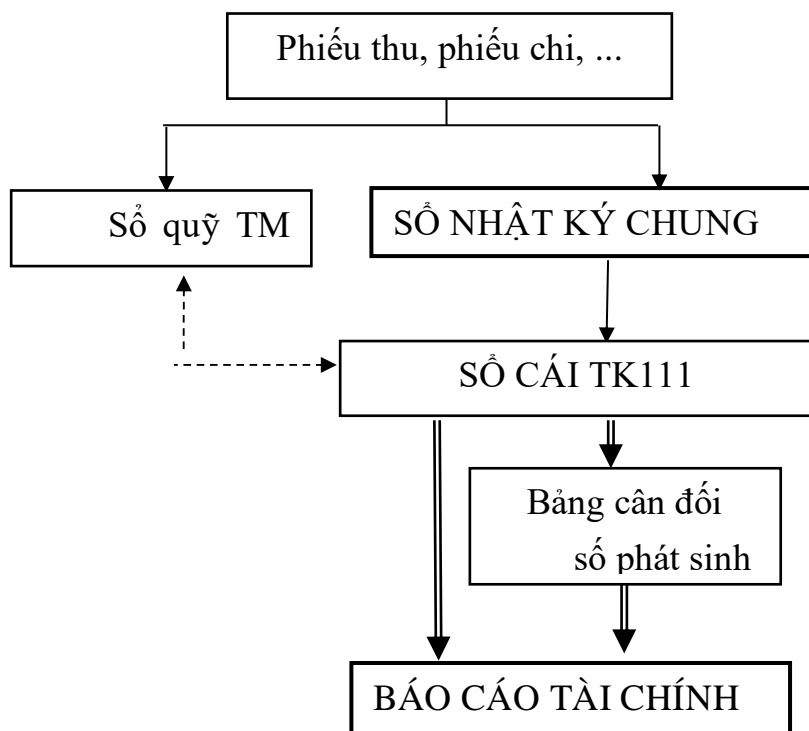 Phiếu thu, phiếu chi, ...
Sổ quỹ TM
SỔ NHẬT KÝ CHUNG
SỔ CÁI TK111
Bảng cân đối
số phát sinh
BÁO CÁO TÀI CHÍNH